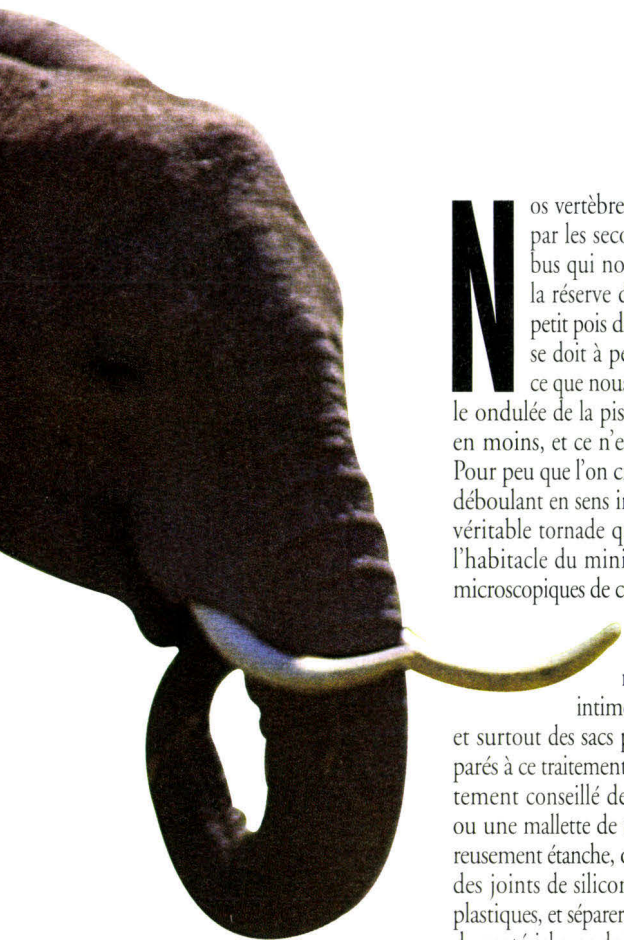 Nos vertèbre
par les seco
bus qui no
la réserve d
petit pois d
se doit à pe
ce que nous
le ondulée de la pis
en moins, et ce n'e
Pour peu que l'on c
déboulant en sens i
véritable tornade q
l'habitacle du mini
microscopiques de c
intime
et surtout des sacs p
parés à ce traitement
tement conseillé de
ou une mallette de
reusement étanche, d
des joints de silicon
plastiques, et séparer